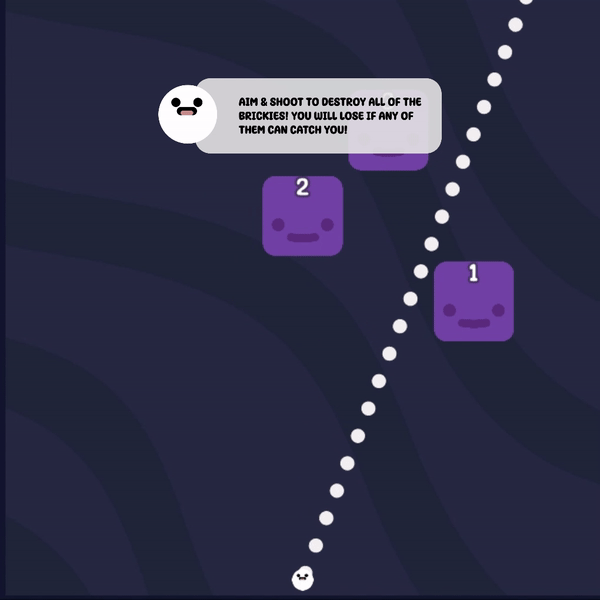 AIM & SHOOT TO DESTROY ALL OF THE
BRICKIES! YOU WILL LOSE IF ANY OF
THEM CAN CATCH YOU!
2
1